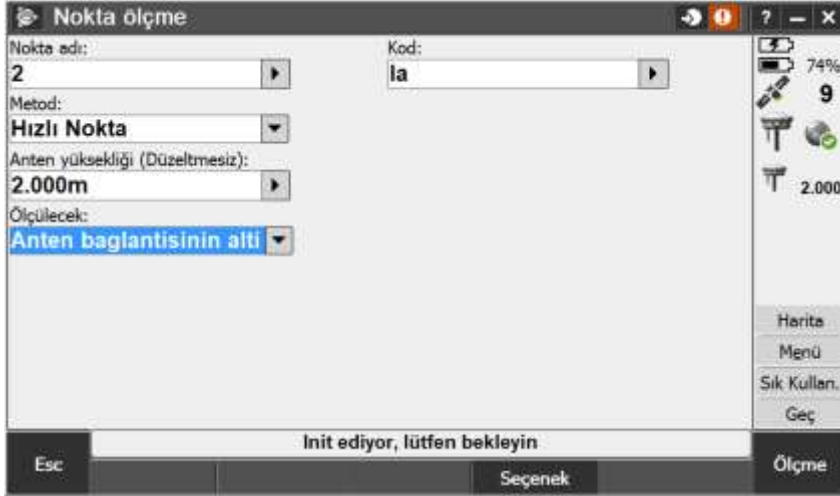 Nokta ölçme
? – x
Nokta adı:
Kod:
2
la
Metod:
Hızlı Nokta
Anten yüksekliği (Düzeltmesiz):
2.000m
Ölçülecek:
Anten baglantisinin alti
74%
9
2.000
Harita
Menü
Sık Kullan.
Geç
Init ediyor, lütfen bekleyin
Esc
Seçenek
Ölçme